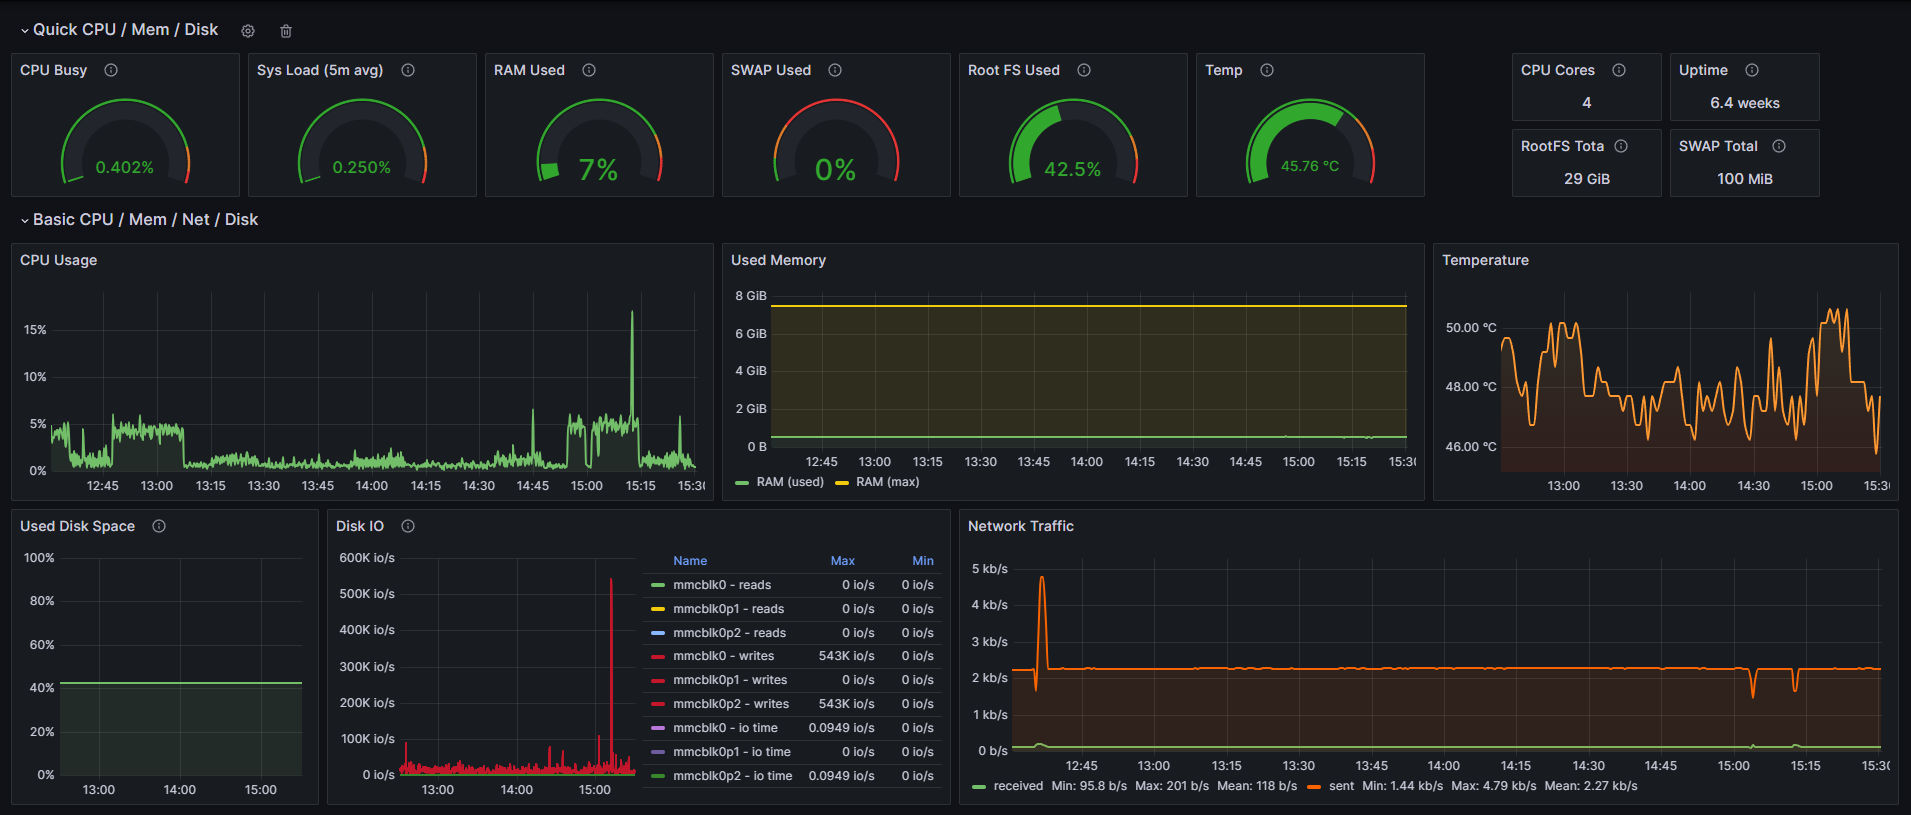 Quick CPU / Mem / Disk
CPU Busy
0.402%
Sys Load (5m avg)
0.250%
RAM Used
7%
SWAP Used
0%
Root FS Used
42.5%
Temp
45.76 °C
CPU Cores
4
Uptime
6.4 weeks
RootFS Tota
29 GiB
SWAP Total
100 MiB
Basic CPU / Mem / Net / Disk
CPU Usage
15%
10%
5%
0%
12:45 13:00 13:15 13:30 13:45 14:00 14:15 14:30 14:45 15:00 15:15 15:30
Used Memory
8 GiB
6 GiB
4 GiB
2 GiB
0 B
12:45 13:00 13:15 13:30 13:45 14:00 14:15 14:30 14:45 15:00 15:15 15:30
RAM (used) RAM (max)
Temperature
50.00 °C
48.00 °C
46.00 °C
13:00 13:30 14:00 14:30 15:00 15:3
Used Disk Space
100%
80%
60%
40%
20%
0%
13:00 14:00 15:00
Disk IO
600K io/s
500K io/s
400K io/s
300K io/s
200K io/s
100K io/s
0 io/s
13:00 14:00 15:00
Name Max Min
mmcblk0 - reads 0 io/s 0 io/s
mmcblk0p1 - reads 0 io/s 0 io/s
mmcblk0p2 - reads 0 io/s 0 io/s
mmcblk0 - writes 543K io/s 0 io/s
mmcblk0p1 - writes 0 io/s 0 io/s
mmcblk0p2 - writes 543K io/s 0 io/s
mmcblk0 - io time 0.0949 io/s 0 io/s
mmcblk0p1 - io time 0 io/s 0 io/s
mmcblk0p2 - io time 0.0949 io/s 0 io/s
Network Traffic
5 kb/s
4 kb/s
3 kb/s
2 kb/s
1 kb/s
0 b/s
12:45 13:00 13:15 13:30 13:45 14:00 14:15 14:30 14:45 15:00 15:15 15:30
received Min: 95.8 b/s Max: 201 b/s Mean: 118 b/s sent Min: 1.44 kb/s Max: 4.79 kb/s Mean: 2.27 kb/s